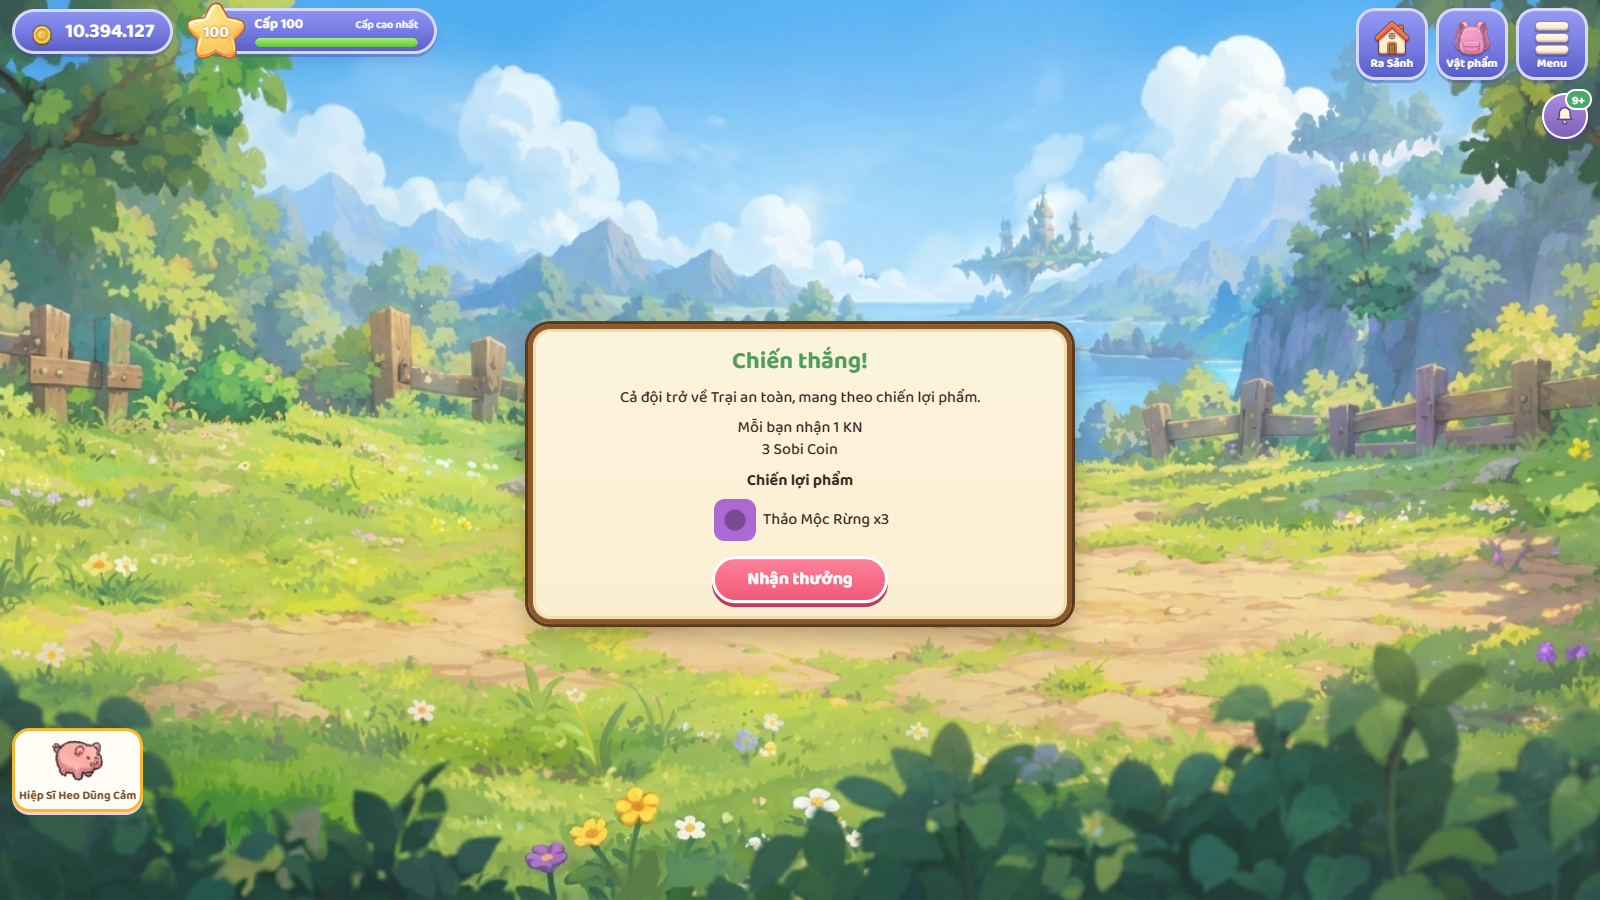 10.394.127
100
Cấp 100
Cấp cao nhất
Ra Sảnh
Vật phẩm
Menu
9+
Chiến thắng!
Cả đội trở về Trại an toàn, mang theo chiến lợi phẩm.
Mỗi bạn nhận 1 KN
3 Sobi Coin
Chiến lợi phẩm
Thảo Mộc Rừng x3
Nhận thưởng
Hiệp Sĩ Heo Dũng Cảm